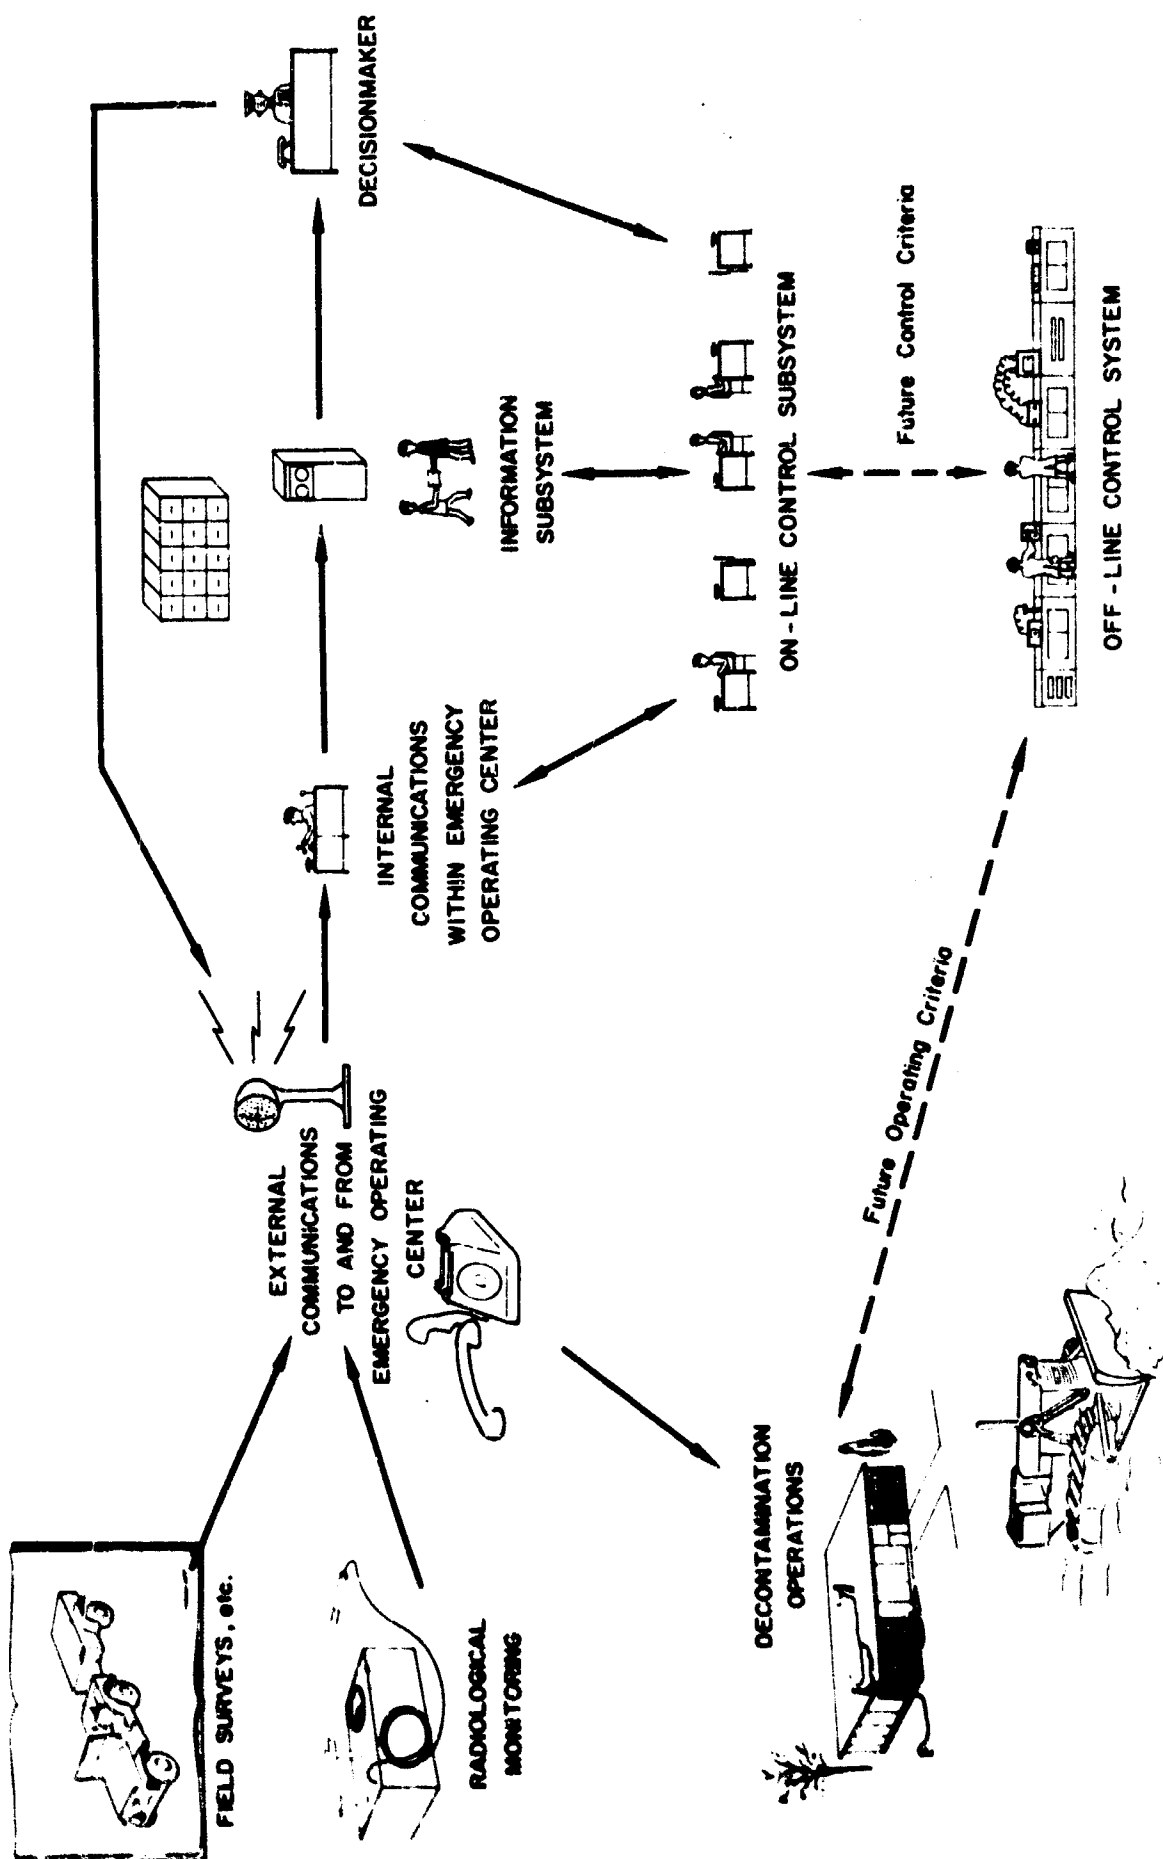 FIELD SURVEYS, etc.
RADIOLOGICAL
MONITORING
EXTERNAL
COMMUNICATIONS
TO AND FROM
EMERGENCY OPERATING
CENTER
INTERNAL
COMMUNICATIONS
WITHIN EMERGENCY
OPERATING CENTER
INFORMATION
SUBSYSTEM
DECISIONMAKER
DECONTAMINATION
OPERATIONS
ON-LINE CONTROL SUBSYSTEM
Future Control Criteria
Future Operating Criteria
OFF-LINE CONTROL SYSTEM